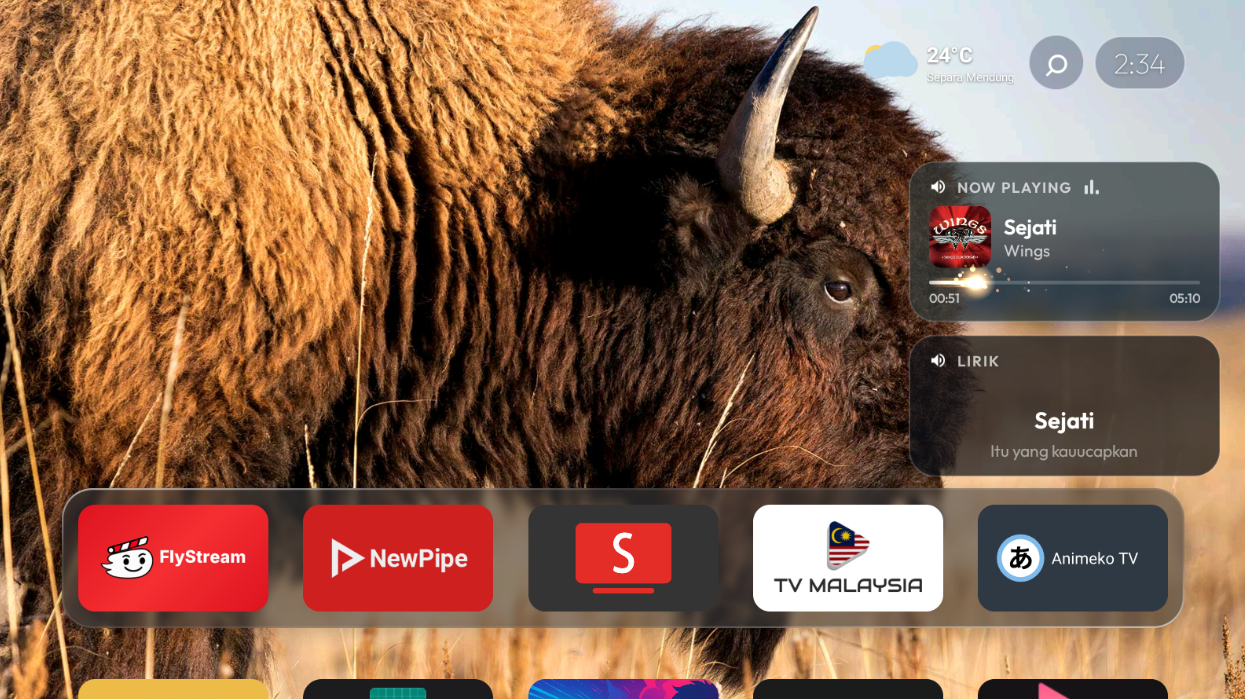 24°C
Separa Mendung
2:34
NOW PLAYING
WINGS
Sejati
Wings
00:51
05:10
LIRIK
Sejati
Itu yang kauucapkan
FlyStream
NewPipe
S
TV MALAYSIA
あ
Animeko TV